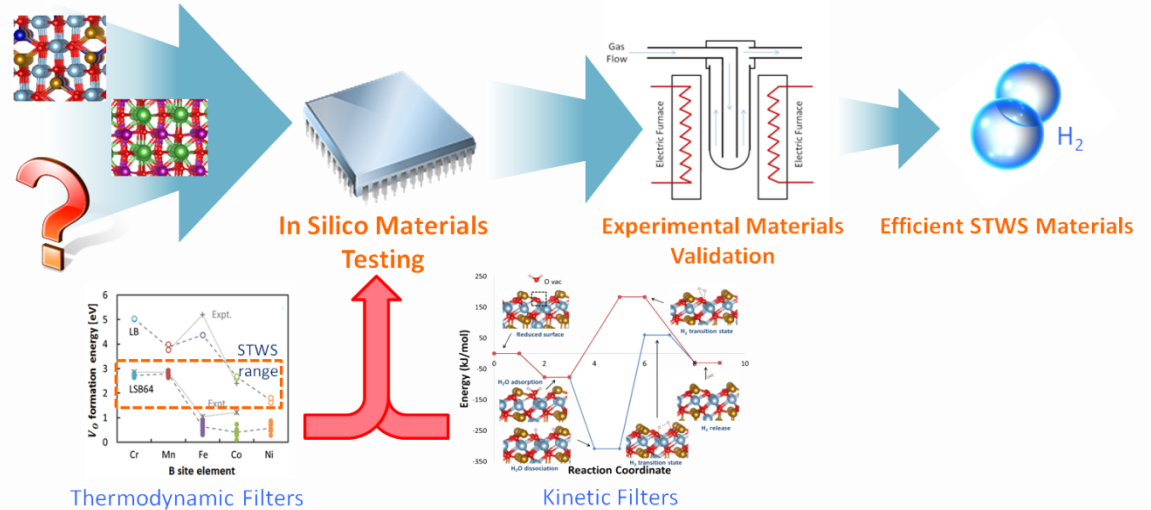 Gas
Flow
Electric Furnace
Electric Furnace
H₂
In Silico Materials
Testing
Experimental Materials
Validation
Efficient STWS Materials
V_O formation energy [eV]
6
5
4
3
2
1
0
LB
Expt.
STWS
range
LSB64
Expt.
Cr
Mn
Fe
Co
Ni
B site element
Thermodynamic Filters
Energy (kJ/mol)
250
150
50
-50
-150
-250
-350
0
2
4
6
8
10
O vac
Reduced surface
H₂ transition state
H₂O adsorption
H₂ release
H₂O dissociation
H₂ transition state
Reaction Coordinate
Kinetic Filters